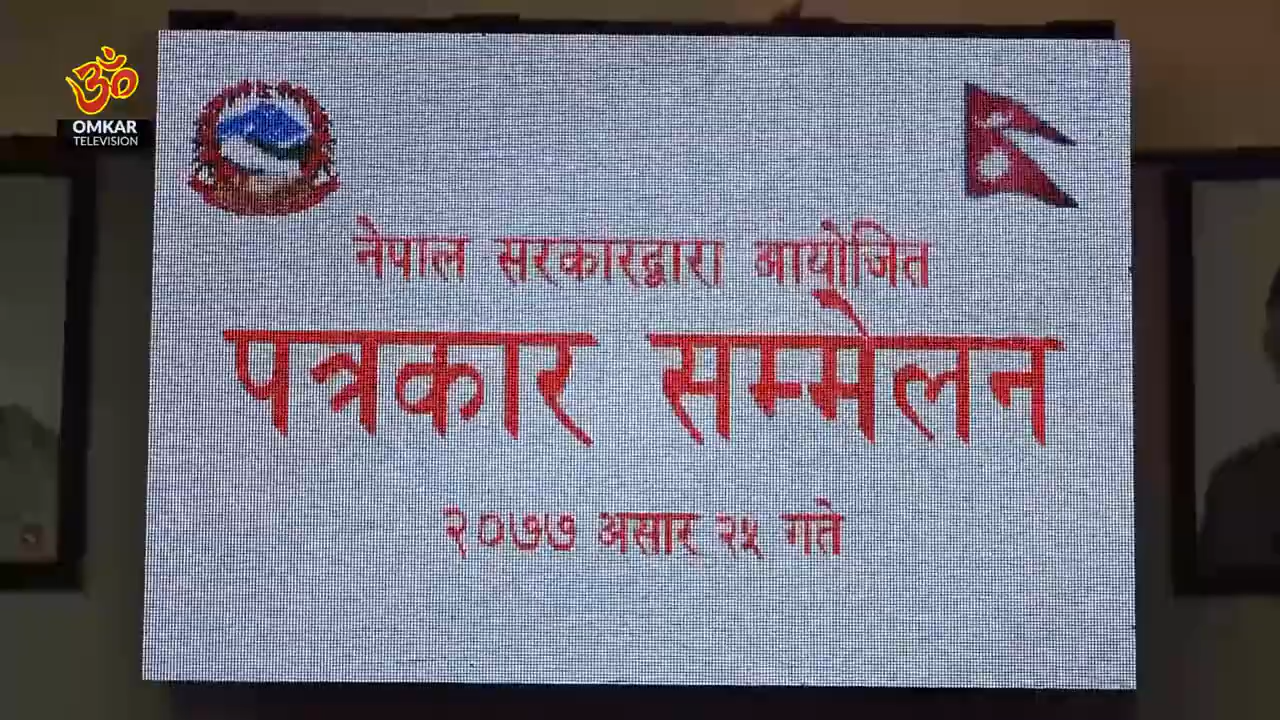 ॐ
OMKAR
TELEVISION
नेपाल सरकारद्वारा आयोजित
पत्रकार सम्मेलन
२०७७ असार २५ गते